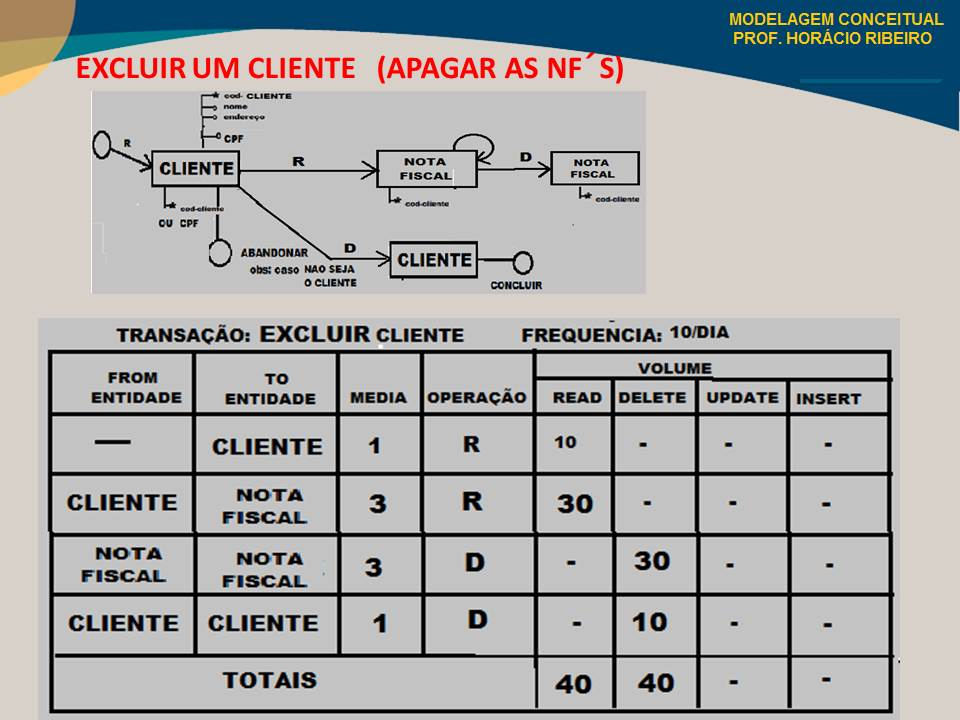 MODELAGEM CONCEITUAL
PROF. HORÁCIO RIBEIRO
EXCLUIR UM CLIENTE (APAGAR AS NF´S)
* cod- CLIENTE
nome
endereço
CPF
R
CLIENTE
R
NOTA
FISCAL
D
NOTA
FISCAL
* cod-cliente
OU CPF
* cod-cliente
* cod-cliente
ABANDONAR
obs: caso NAO SEJA
O CLIENTE
D
CLIENTE
CONCLUIR
TRANSAÇÃO: EXCLUIR CLIENTE FREQUENCIA: 10/DIA
FROM
ENTIDADE
TO
ENTIDADE
MEDIA
OPERAÇÃO
VOLUME
READ DELETE UPDATE INSERT
— CLIENTE 1 R 10 - - -
CLIENTE NOTA
FISCAL 3 R 30 - - -
NOTA
FISCAL
NOTA
FISCAL 3 D - 30 - -
CLIENTE CLIENTE 1 D - 10 - -
TOTAIS 40 40 - -